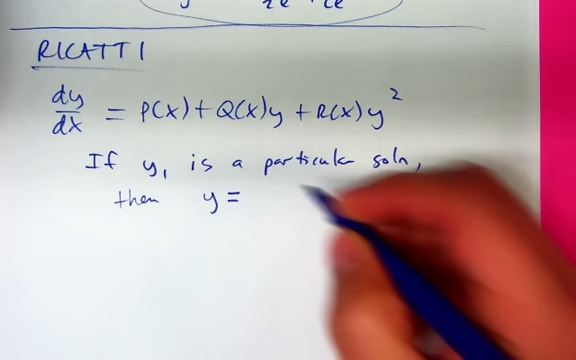 RICATTI
dy/dx = P(x) + Q(x)y + R(x)y²
If y₁ is a particular soln,
then y =